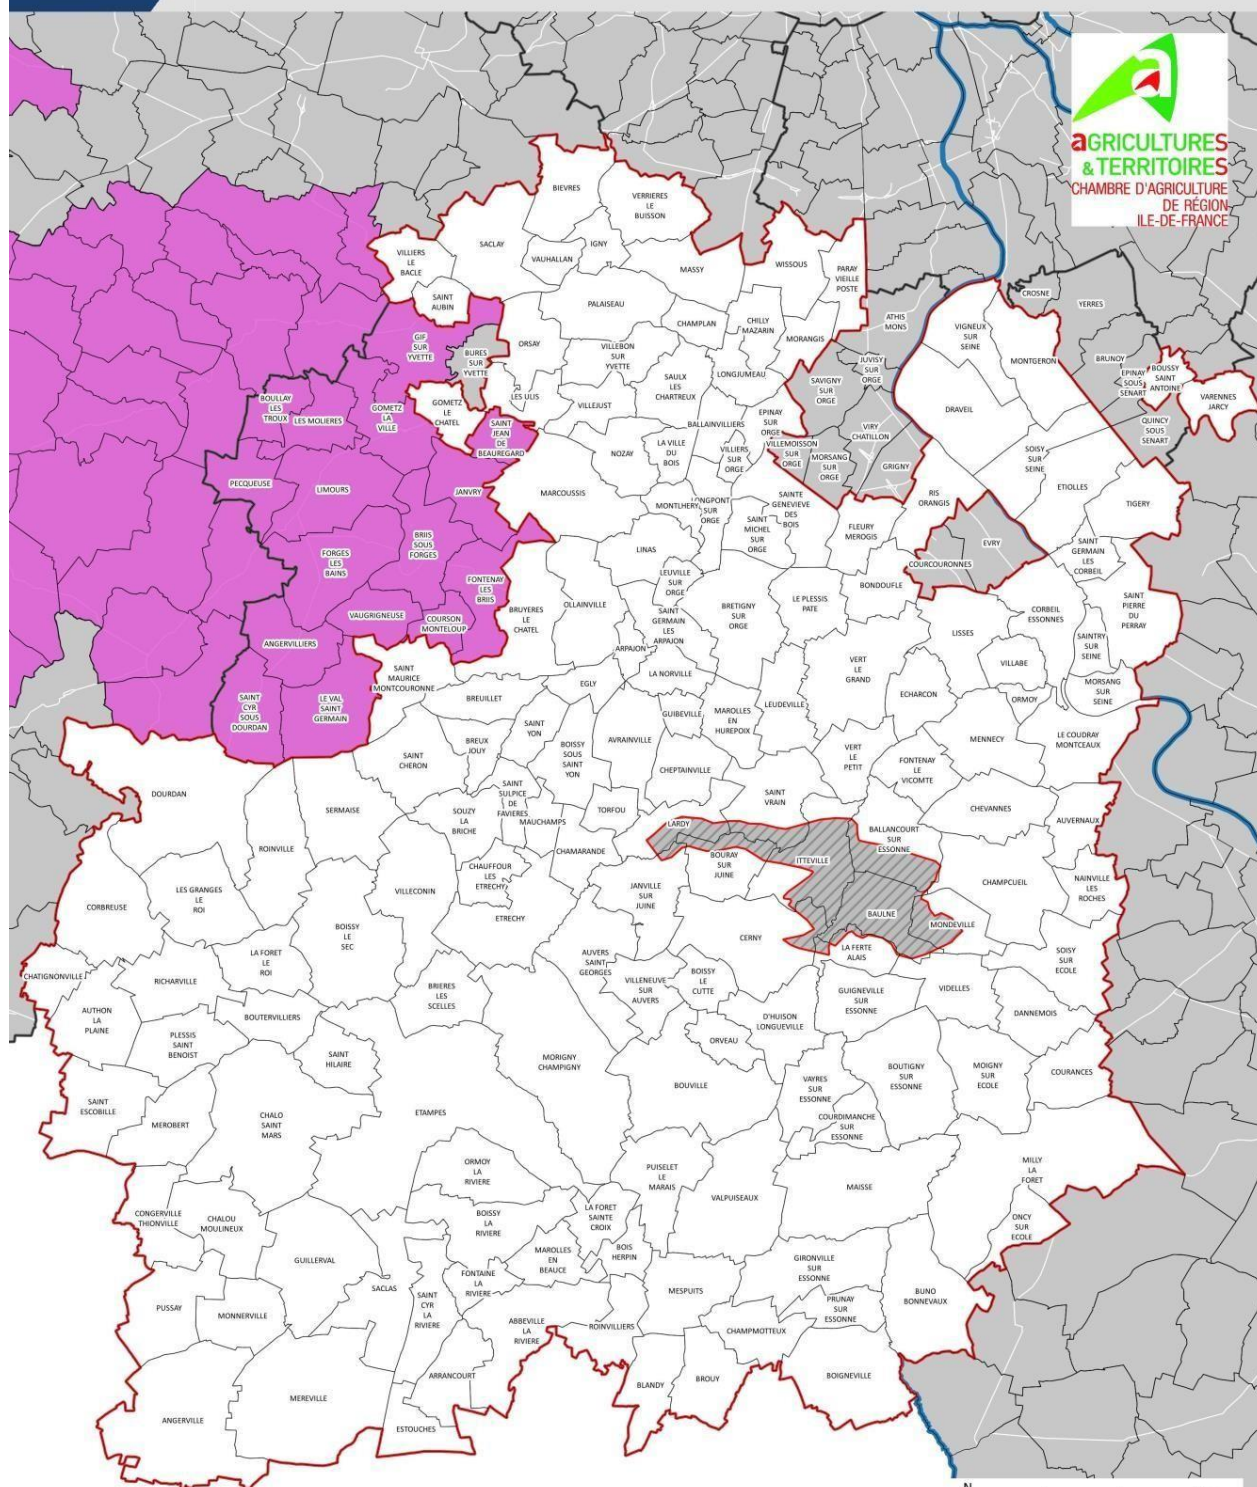 aGRICULTURES
& TERRITOIRES
CHAMBRE D'AGRICULTURE
DE RÉGION
ILE-DE-FRANCE
BIEVRES
VERRIERES
LE
BUISSON
VILLIERS
LE
BACLE
SACLAY
VAUHALLAN
IGNY
MASSY
WISSOUS
PARAY
VIEILLE
POSTE
SAINT
AUBIN
PALAISEAU
CHAMPLAN
CHILLY
MAZARIN
MORANGIS
ATHIS
MONS
CROSNE
YERRES
VIGNEUX
SUR
SEINE
MONTGERON
GIF
SUR
YVETTE
BURES
SUR
YVETTE
ORSAY
VILLEBON
SUR
YVETTE
SAULX
LES
CHARTREUX
LONGJUMEAU
SAVIGNY
SUR
ORGE
JUVISY
SUR
ORGE
BRUNOY
EPINAY
SOUS
SENART
BOUSSY
SAINT
ANTOINE
VARENNES
JARCY
QUINCY
SOUS
SENART
BOULLAY
LES
TROUX
LES MOLIERES
GOMETZ
LA
VILLE
GOMETZ
LE
CHATEL
LES ULIS
VILLEJUST
SAINT
JEAN
DE
BEAUREGARD
BALLAINVILLIERS
EPINAY
SUR
ORGE
DRAVEIL
VIRY
CHATILLON
VILLEMOISSON
SUR
ORGE
MORSANG
SUR
ORGE
GRIGNY
NOZAY
LA VILLE
DU
BOIS
VILLIERS
SUR
ORGE
SOISY
SUR
SEINE
ETIOLLES
TIGERY
PECQUEUSE
LIMOURS
JANVRY
MARCOUSSIS
MONTLHERY
LONGPONT
SUR
ORGE
SAINTE
GENEVIEVE
DES
BOIS
RIS
ORANGIS
SAINT
MICHEL
SUR
ORGE
FLEURY
MEROGIS
EVRY
COURCOURONNES
SAINT
GERMAIN
LES
CORBEIL
FORGES
LES
BAINS
BRIIS
SOUS
FORGES
FONTENAY
LES
BRIIS
LINAS
LEUVILLE
SUR
ORGE
BONDOUFLE
LE PLESSIS
PATE
SAINT
PIERRE
DU
PERRAY
VAUGRIGNEUSE
COURSON
MONTELOUP
BRUYERES
LE
CHATEL
OLLAINVILLE
SAINT
GERMAIN
LES
ARPAJON
BRETIGNY
SUR
ORGE
LISSES
CORBEIL
ESSONNES
SAINTRY
SUR
SEINE
ANGERVILLIERS
ARPAJON
LA NORVILLE
VERT
LE
GRAND
VILLABE
MORSANG
SUR
SEINE
SAINT
MAURICE
MONTCOURONNE
SAINT
CYR
SOUS
DOURDAN
LE VAL
SAINT
GERMAIN
BREUILLET
EGLY
GUIBEVILLE
MAROLLES
EN
HUREPOIX
LEUDEVILLE
ECHARCON
ORMOY
SAINT
CHERON
BREUX
JOUY
SAINT
YON
BOISSY
SOUS
SAINT
YON
AVRAINVILLE
CHEPTAINVILLE
VERT
LE
PETIT
FONTENAY
LE
VICOMTE
MENNECY
LE COUDRAY
MONTCEAUX
DOURDAN
SERMAISE
SOUZY
LA
BRICHE
SAINT
SULPICE
DE
FAVIERES
MAUCHAMPS
TORFOU
SAINT
VRAIN
CHEVANNES
AUVERNAUX
ROINVILLE
CHAMARANDE
LARDY
BOURAY
SUR
JUINE
ITTEVILLE
BALLANCOURT
SUR
ESSONNE
LES GRANGES
LE
ROI
VILLECONIN
CHAUFFOUR
LES
ETRECHY
ETRECHY
JANVILLE
SUR
JUINE
CHAMPCUEIL
NAINVILLE
LES
ROCHES
CORBREUSE
BOISSY
LE
SEC
BAULNE
MONDEVILLE
CERNY
LA FERTE
ALAIS
SOISY
SUR
ECOLE
CHATIGNONVILLE
RICHARVILLE
LA FORET
LE
ROI
BRIERES
LES
SCELLES
AUVERS
SAINT
GEORGES
VILLENEUVE
SUR
AUVERS
BOISSY
LE
CUTTE
GUIGNEVILLE
SUR
ESSONNE
VIDELLES
DANNEMOIS
AUTHON
LA
PLAINE
BOUTERVILLIERS
PLESSIS
SAINT
BENOIST
SAINT
HILAIRE
D'HUISON
LONGUEVILLE
ORVEAU
MORIGNY
CHAMPIGNY
BOUVILLE
VAYRES
SUR
ESSONNE
BOUTIGNY
SUR
ESSONNE
MOIGNY
SUR
ECOLE
COURANCES
SAINT
ESCOBILLE
MEROBERT
CHALO
SAINT
MARS
ETAMPES
COURDIMANCHE
SUR
ESSONNE
ORMOY
LA
RIVIERE
PUISELET
LE
MARAIS
VALPUISEAUX
MAISSE
MILLY
LA
FORET
CONGERVILLE
THIONVILLE
CHALOU
MOULINEUX
BOISSY
LA
RIVIERE
LA FORET
SAINTE
CROIX
ONCY
SUR
ECOLE
GUILLERVAL
SACLAS
MAROLLES
EN
BEAUCE
BOIS
HERPIN
GIRONVILLE
SUR
ESSONNE
PUSSAY
MONNERVILLE
SAINT
CYR
LA
RIVIERE
FONTAINE
LA
RIVIERE
MESPUITS
PRUNAY
SUR
ESSONNE
BUNO
BONNEVAUX
ABBEVILLE
LA
RIVIERE
ROINVILLIERS
CHAMPMOTTEUX
ARRANCOURT
BLANDY
BROUY
BOIGNEVILLE
MEREVILLE
ANGERVILLE
ESTOUCHES
N